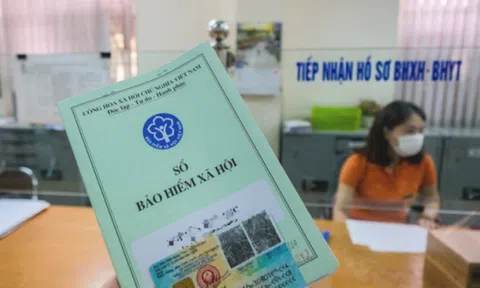 TIẾP NHẬN HỒ SƠ BHXH - BHYT
CỘNG HÒA XÃ HỘI CHỦ NGHĨA VIỆT NAM
Độc lập - Tự do - Hạnh phúc
SỔ
BẢO HIỂM XÃ HỘI